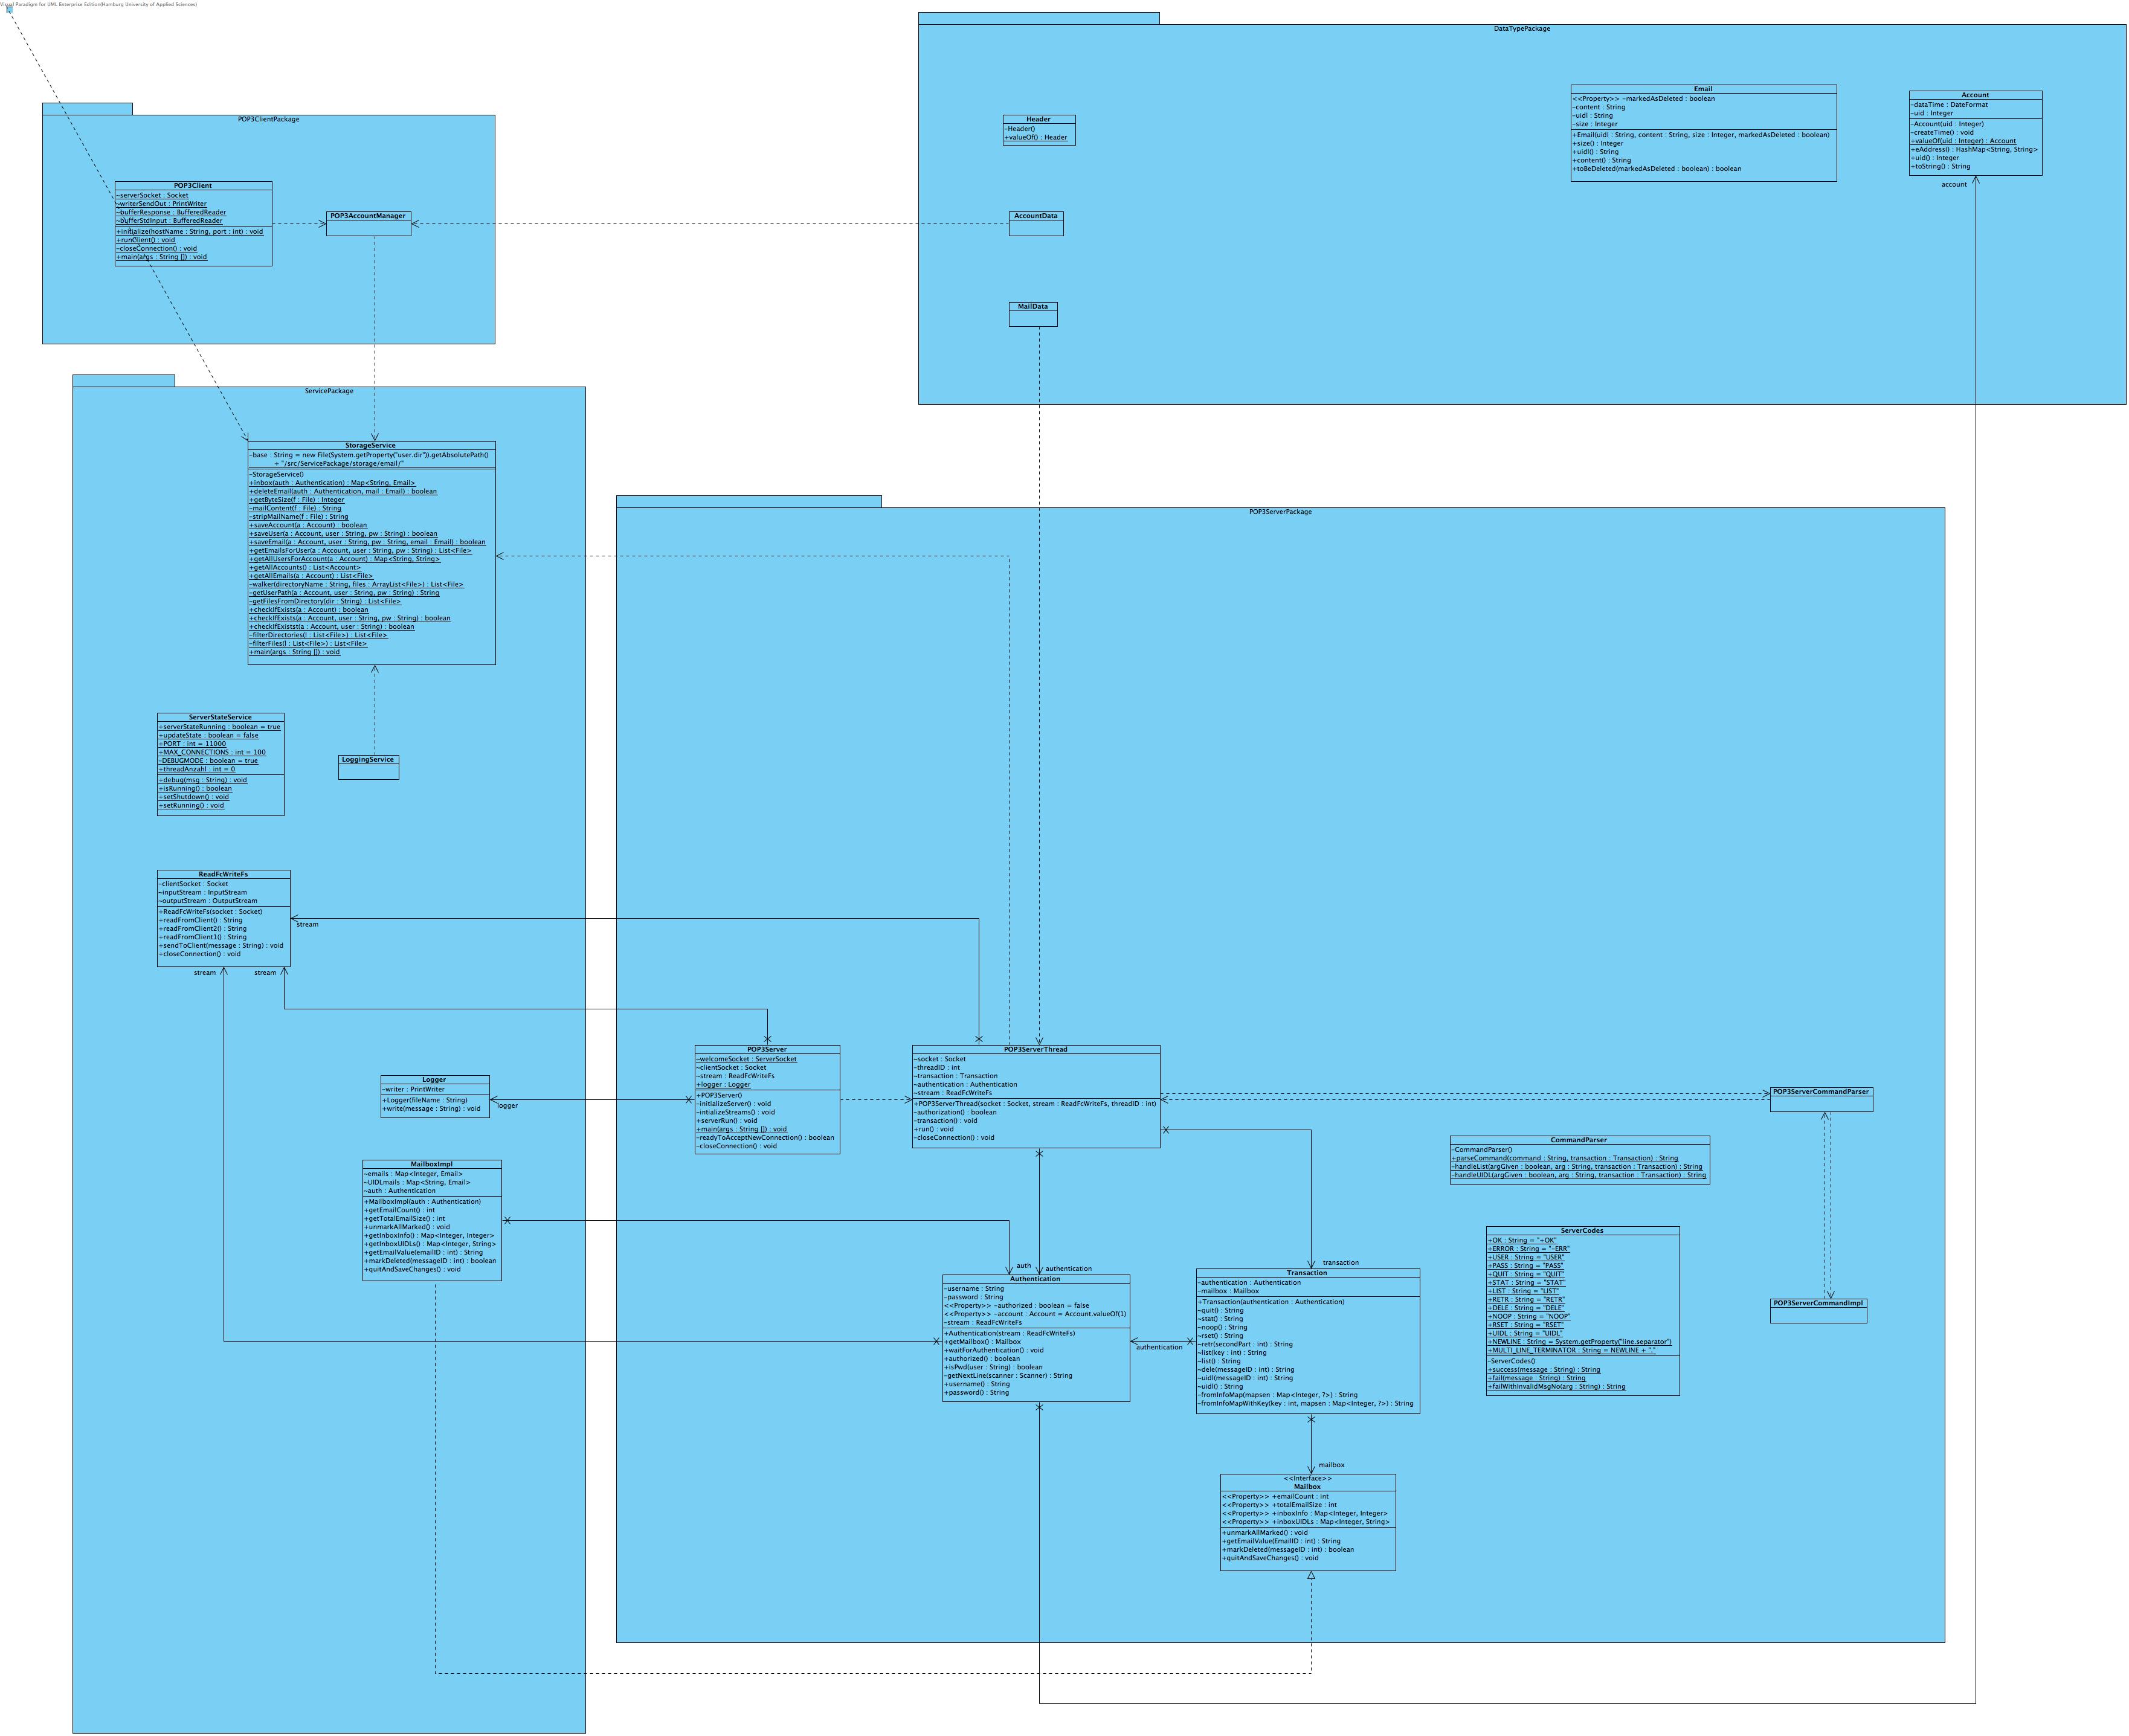 Visual Paradigm for UML Enterprise Edition(Hamburg University of Applied Sciences)
DataTypePackage
Header
-Header()
+valueOf() : Header
Email
<<Property>> -markedAsDeleted : boolean
-content : String
-uidl : String
-size : Integer
+Email(uidl : String, content : String, size : Integer, markedAsDeleted : boolean)
+size() : Integer
+uidl() : String
+content() : String
+toBeDeleted(markedAsDeleted : boolean) : boolean
Account
-dataTime : DateFormat
-uid : Integer
-Account(uid : Integer)
-createTime() : void
+valueOf(uid : Integer) : Account
+eAddress() : HashMap<String, String>
+uid() : Integer
+toString() : String
account
AccountData
MailData
POP3ClientPackage
POP3Client
~serverSocket : Socket
~writerSendOut : PrintWriter
~bufferResponse : BufferedReader
~bufferStdInput : BufferedReader
+initialize(hostName : String, port : int) : void
+runClient() : void
-closeConnection() : void
+main(args : String []) : void
POP3AccountManager
ServicePackage
StorageService
-base : String = new File(System.getProperty("user.dir")).getAbsolutePath()
+ "/src/ServicePackage/storage/email/"
-StorageService()
+inbox(auth : Authentication) : Map<String, Email>
+deleteEmail(auth : Authentication, mail : Email) : boolean
+getByteSize(f : File) : Integer
-mailContent(f : File) : String
-stripMailName(f : File) : String
+saveAccount(a : Account) : boolean
+saveUser(a : Account, user : String, pw : String) : boolean
+saveEmail(a : Account, user : String, pw : String, email : Email) : boolean
+getEmailsForUser(a : Account, user : String, pw : String) : List<File>
+getAllUsersForAccount(a : Account) : Map<String, String>
+getAllAccounts() : List<Account>
+getAllEmails(a : Account) : List<File>
-walker(directoryName : String, files : ArrayList<File>) : List<File>
-getUserPath(a : Account, user : String, pw : String) : String
-getFilesFromDirectory(dir : String) : List<File>
+checkIfExists(a : Account) : boolean
+checkIfExists(a : Account, user : String, pw : String) : boolean
+checkIfExistst(a : Account, user : String) : boolean
-filterDirectories(l : List<File>) : List<File>
-filterFiles(l : List<File>) : List<File>
+main(args : String []) : void
ServerStateService
+serverStateRunning : boolean = true
+updateState : boolean = false
+PORT : int = 11000
+MAX_CONNECTIONS : int = 100
-DEBUGMODE : boolean = true
+threadAnzahl : int = 0
+debug(msg : String) : void
+isRunning() : boolean
+setShutdown() : void
+setRunning() : void
LoggingService
ReadFcWriteFs
-clientSocket : Socket
~inputStream : InputStream
~outputStream : OutputStream
+ReadFcWriteFs(socket : Socket)
+readFromClient() : String
+readFromClient2() : String
+readFromClient1() : String
+sendToClient(message : String) : void
+closeConnection() : void
stream
stream
stream
Logger
-writer : PrintWriter
+Logger(fileName : String)
+write(message : String) : void
logger
MailboxImpl
~emails : Map<Integer, Email>
~UIDLmails : Map<String, Email>
~auth : Authentication
+MailboxImpl(auth : Authentication)
+getEmailCount() : int
+getTotalEmailSize() : int
+unmarkAllMarked() : void
+getInboxInfo() : Map<Integer, Integer>
+getInboxUIDLs() : Map<Integer, String>
+getEmailValue(emailID : int) : String
+markDeleted(messageID : int) : boolean
+quitAndSaveChanges() : void
POP3ServerPackage
POP3Server
~welcomeSocket : ServerSocket
~clientSocket : Socket
~stream : ReadFcWriteFs
+logger : Logger
+POP3Server()
-initializeServer() : void
-intializeStreams() : void
+serverRun() : void
+main(args : String []) : void
-readyToAcceptNewConnection() : boolean
-closeConnection() : void
POP3ServerThread
~socket : Socket
-threadID : int
~transaction : Transaction
~authentication : Authentication
~stream : ReadFcWriteFs
+POP3ServerThread(socket : Socket, stream : ReadFcWriteFs, threadID : int)
-authorization() : boolean
-transaction() : void
+run() : void
-closeConnection() : void
POP3ServerCommandParser
CommandParser
-CommandParser()
+parseCommand(command : String, transaction : Transaction) : String
-handleList(argGiven : boolean, arg : String, transaction : Transaction) : String
-handleUIDL(argGiven : boolean, arg : String, transaction : Transaction) : String
ServerCodes
+OK : String = "+OK"
+ERROR : String = "-ERR"
+USER : String = "USER"
+PASS : String = "PASS"
+QUIT : String = "QUIT"
+STAT : String = "STAT"
+LIST : String = "LIST"
+RETR : String = "RETR"
+DELE : String = "DELE"
+NOOP : String = "NOOP"
+RSET : String = "RSET"
+UIDL : String = "UIDL"
+NEWLINE : String = System.getProperty("line.separator")
+MULTI_LINE_TERMINATOR : String = NEWLINE + "."
-ServerCodes()
+success(message : String) : String
+fail(message : String) : String
+failWithInvalidMsgNo(arg : String) : String
POP3ServerCommandImpl
auth
authentication
transaction
Authentication
-username : String
-password : String
<<Property>> -authorized : boolean = false
<<Property>> -account : Account = Account.valueOf(1)
-stream : ReadFcWriteFs
+Authentication(stream : ReadFcWriteFs)
+getMailbox() : Mailbox
+waitForAuthentication() : void
+authorized() : boolean
+isPwd(user : String) : boolean
-getNextLine(scanner : Scanner) : String
+username() : String
+password() : String
authentication
Transaction
-authentication : Authentication
-mailbox : Mailbox
+Transaction(authentication : Authentication)
~quit() : String
~stat() : String
~noop() : String
~rset() : String
~retr(secondPart : int) : String
~list(key : int) : String
~list() : String
~dele(messageID : int) : String
~uidl(messageID : int) : String
~uidl() : String
-fromInfoMap(mapsen : Map<Integer, ?>) : String
-fromInfoMapWithKey(key : int, mapsen : Map<Integer, ?>) : String
mailbox
<<Interface>>
Mailbox
<<Property>> +emailCount : int
<<Property>> +totalEmailSize : int
<<Property>> +inboxInfo : Map<Integer, Integer>
<<Property>> +inboxUIDLs : Map<Integer, String>
+unmarkAllMarked() : void
+getEmailValue(EmailID : int) : String
+markDeleted(messageID : int) : boolean
+quitAndSaveChanges() : void